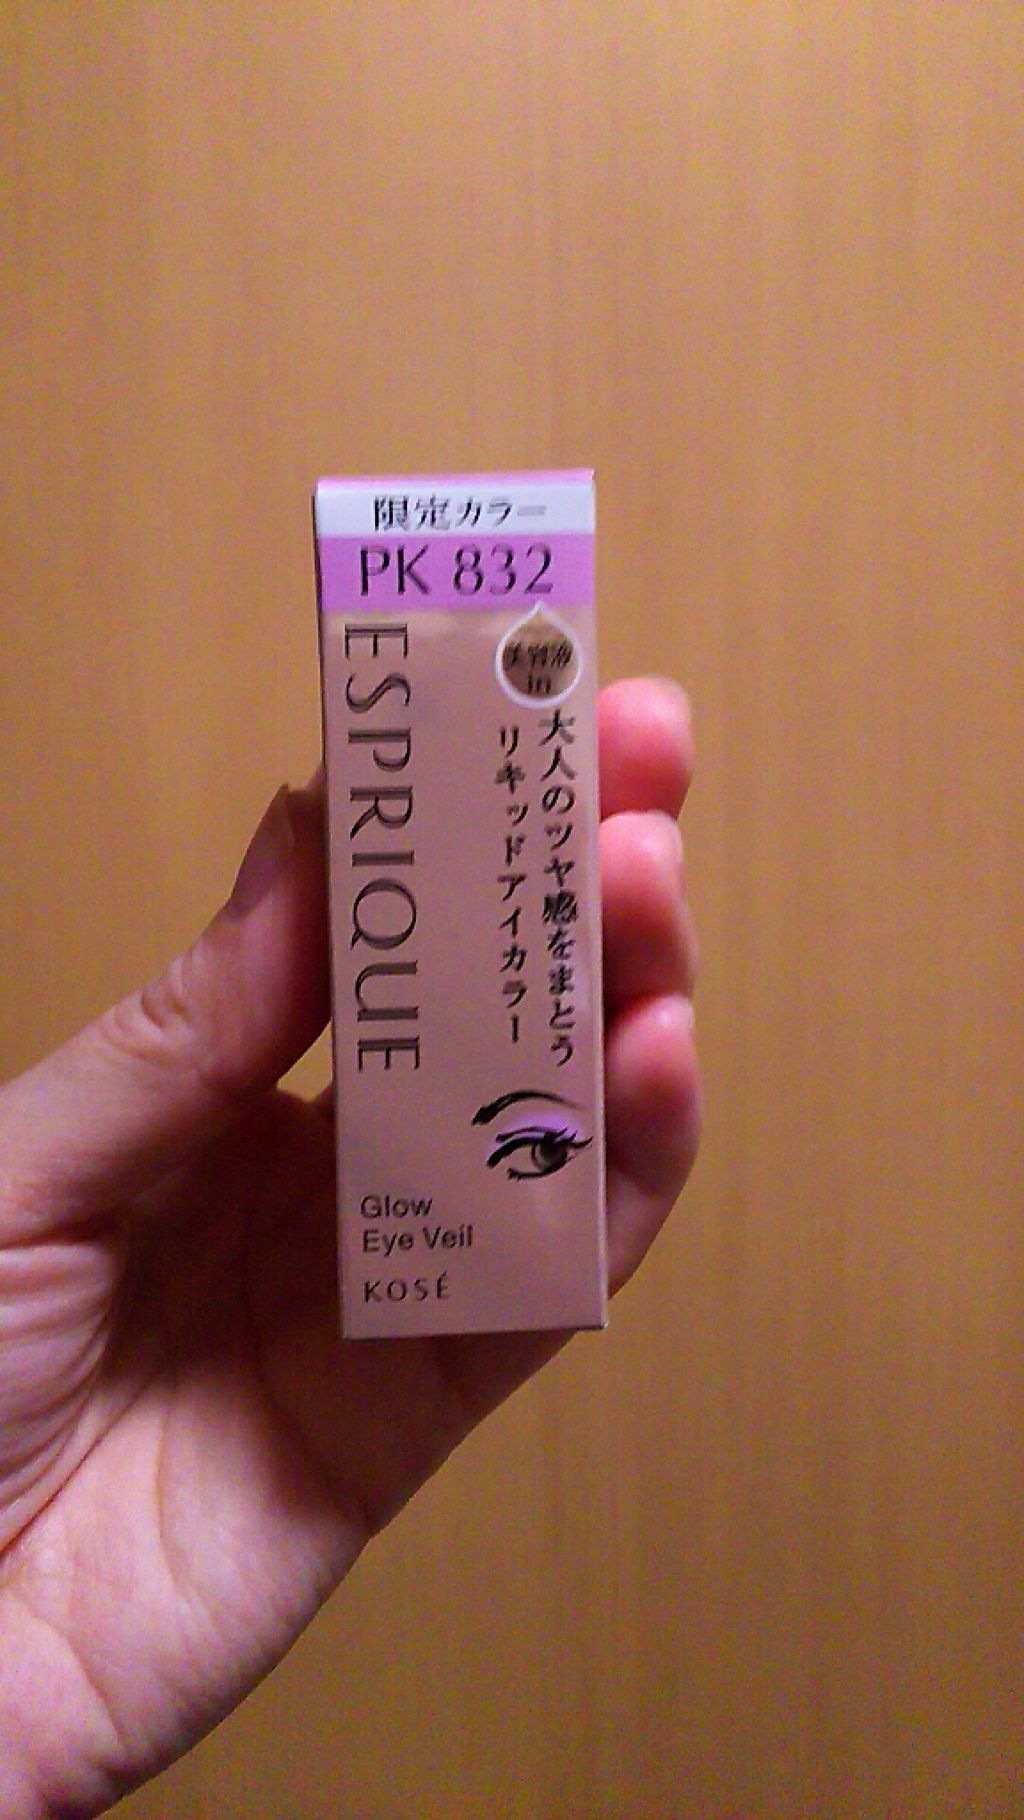 限定カラー
PK 832
ESPRIQUE
美容液
in
大人のツヤ感をまとう
リキッドアイカラー
Glow
Eye Veil
KOSÉ